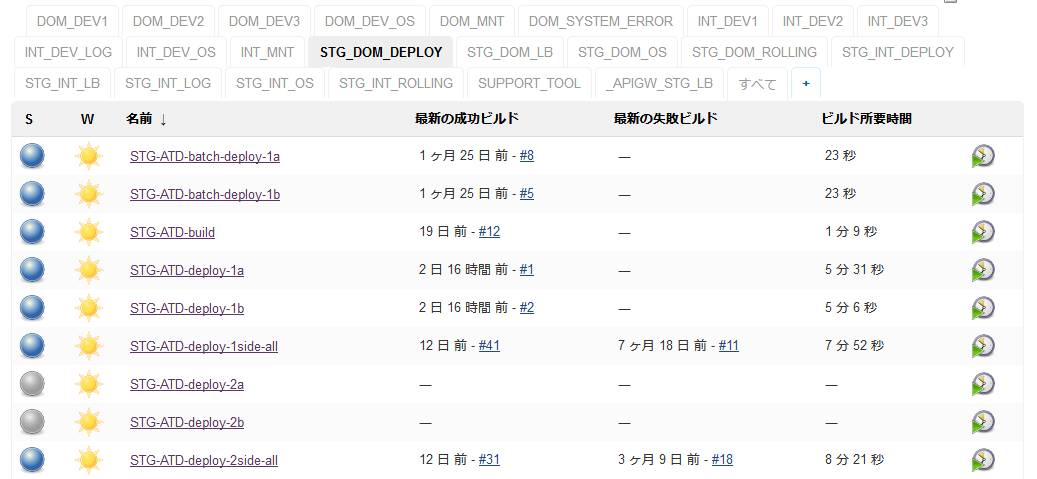 DOM_DEV1 DOM_DEV2 DOM_DEV3 DOM_DEV_OS DOM_MNT DOM_SYSTEM_ERROR INT_DEV1 INT_DEV2 INT_DEV3
INT_DEV_LOG INT_DEV_OS INT_MNT STG_DOM_DEPLOY STG_DOM_LB STG_DOM_OS STG_DOM_ROLLING STG_INT_DEPLOY
STG_INT_LB STG_INT_LOG STG_INT_OS STG_INT_ROLLING SUPPORT_TOOL _APIGW_STG_LB すべて +
S W 名前 ↓ 最新の成功ビルド 最新の失敗ビルド ビルド所要時間
STG-ATD-batch-deploy-1a 1 ヶ月 25 日 前 - #8 — 23 秒
STG-ATD-batch-deploy-1b 1 ヶ月 25 日 前 - #5 — 23 秒
STG-ATD-build 19 日 前 - #12 — 1 分 9 秒
STG-ATD-deploy-1a 2 日 16 時間 前 - #1 — 5 分 31 秒
STG-ATD-deploy-1b 2 日 16 時間 前 - #2 — 5 分 6 秒
STG-ATD-deploy-1side-all 12 日 前 - #41 7 ヶ月 18 日 前 - #11 7 分 52 秒
STG-ATD-deploy-2a — — —
STG-ATD-deploy-2b — — —
STG-ATD-deploy-2side-all 12 日 前 - #31 3 ヶ月 9 日 前 - #18 8 分 21 秒